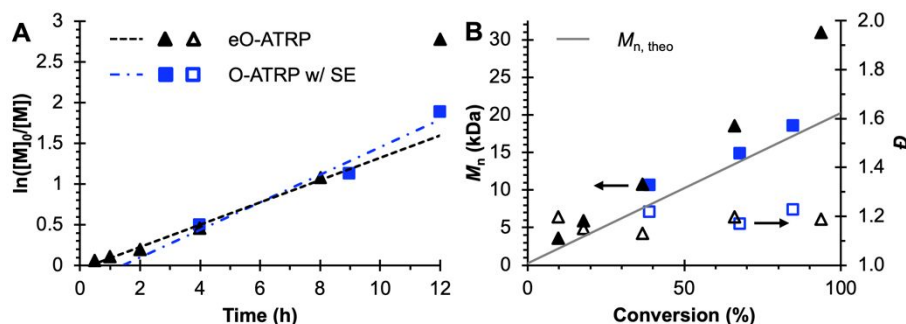 A
3
2.5
2
1.5
1
0.5
0
ln([M]₀/[M])
eO-ATRP
O-ATRP w/ SE
0 2 4 6 8 10 12
Time (h)
B
30
25
20
15
10
5
0
Mn (kDa)
Mn, theo
2.0
1.8
1.6
1.4
1.2
1.0
Đ
0 50 100
Conversion (%)